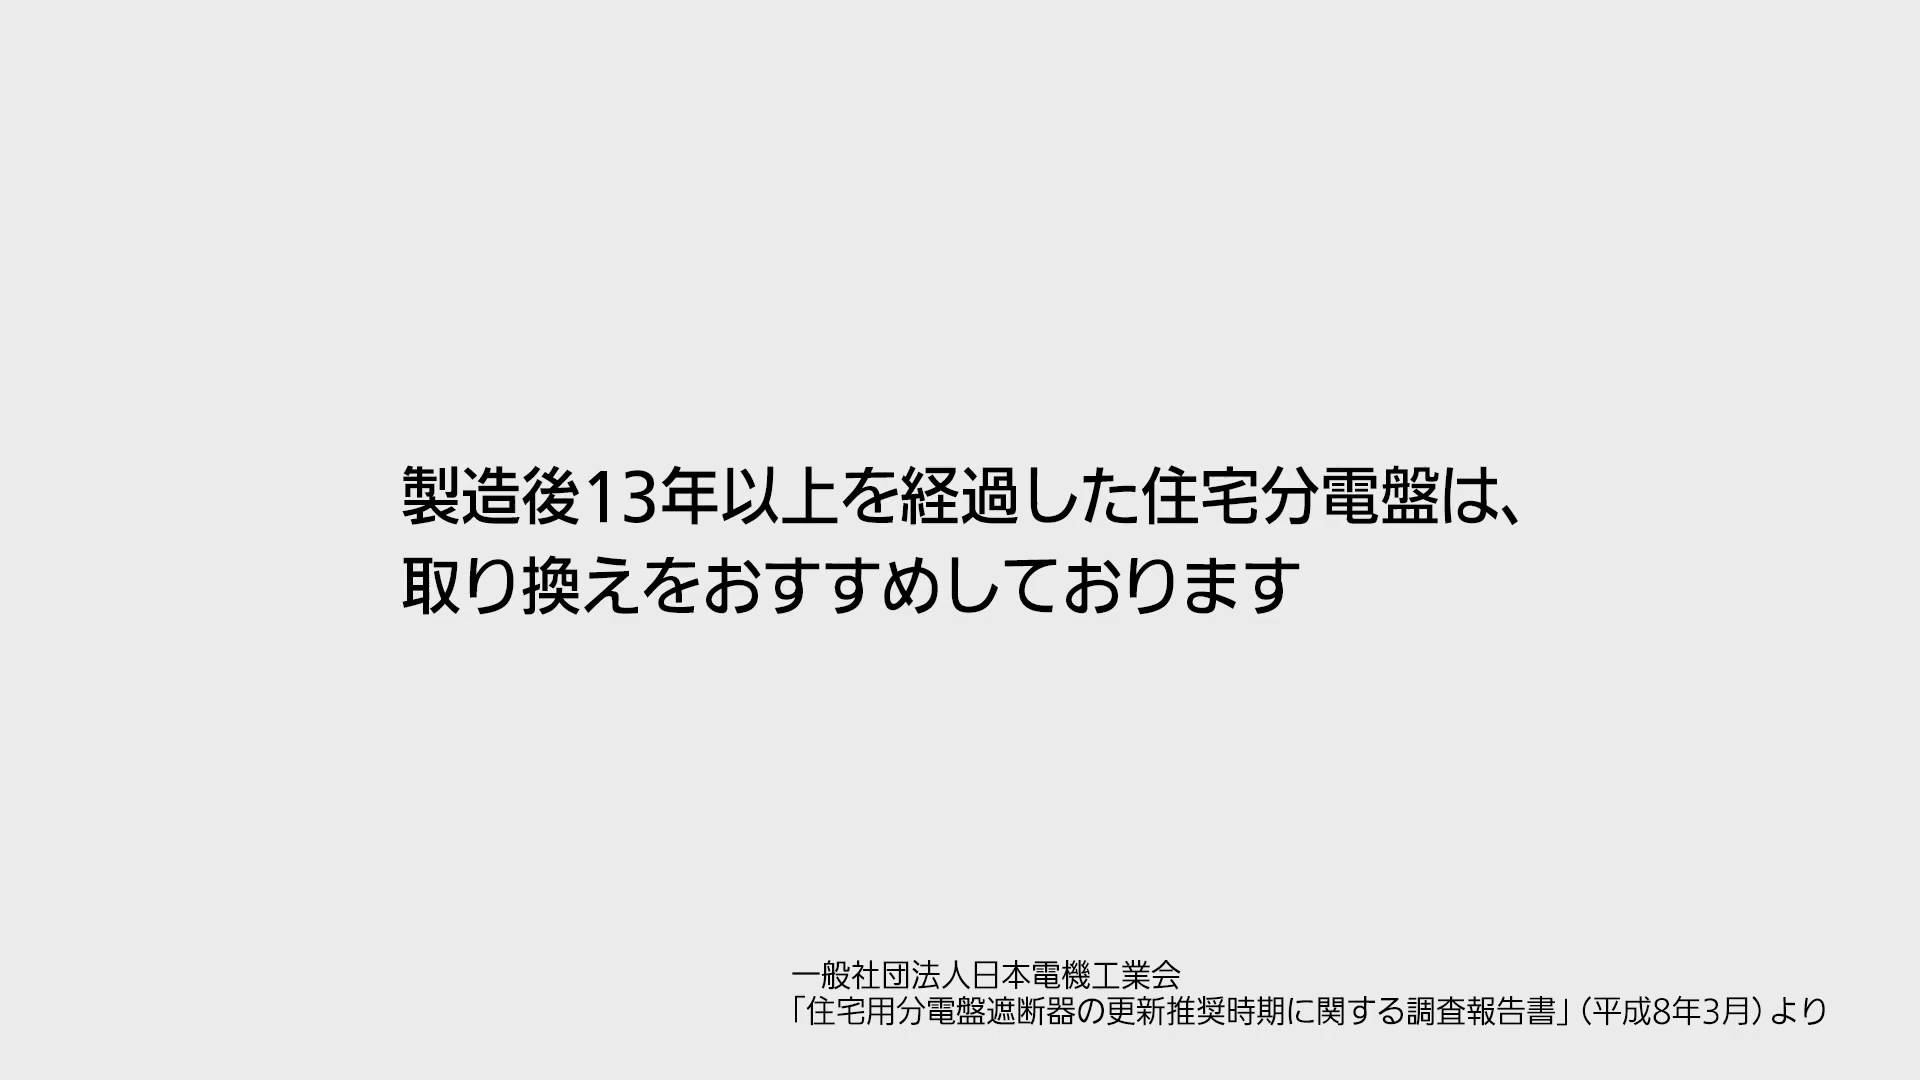 製造後13年以上を経過した住宅分電盤は、
取り換えをおすすめしております
一般社団法人日本電機工業会
「住宅用分電盤遮断器の更新推奨時期に関する調査報告書」（平成8年3月）より